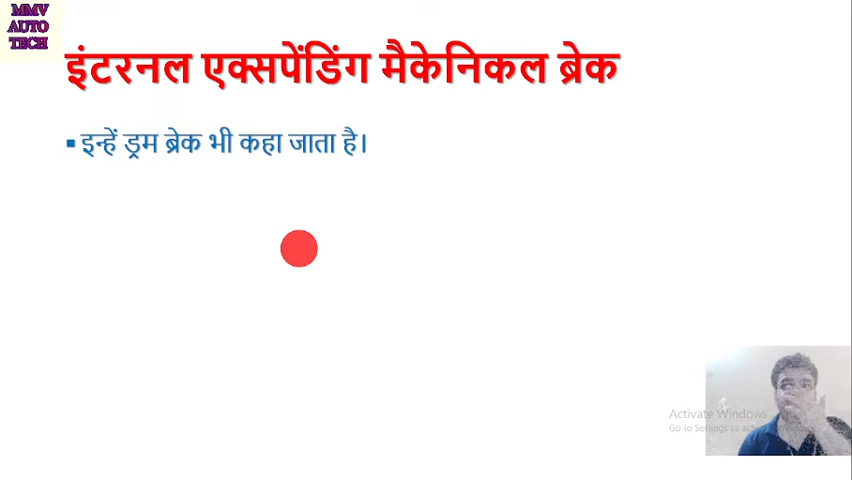 MMV
AUTO
TECH
इंटरनल एक्सपेंडिंग मैकेनिकल ब्रेक
▪ इन्हें ड्रम ब्रेक भी कहा जाता है।
Activate Windows
Go to Settings to activate Windows.